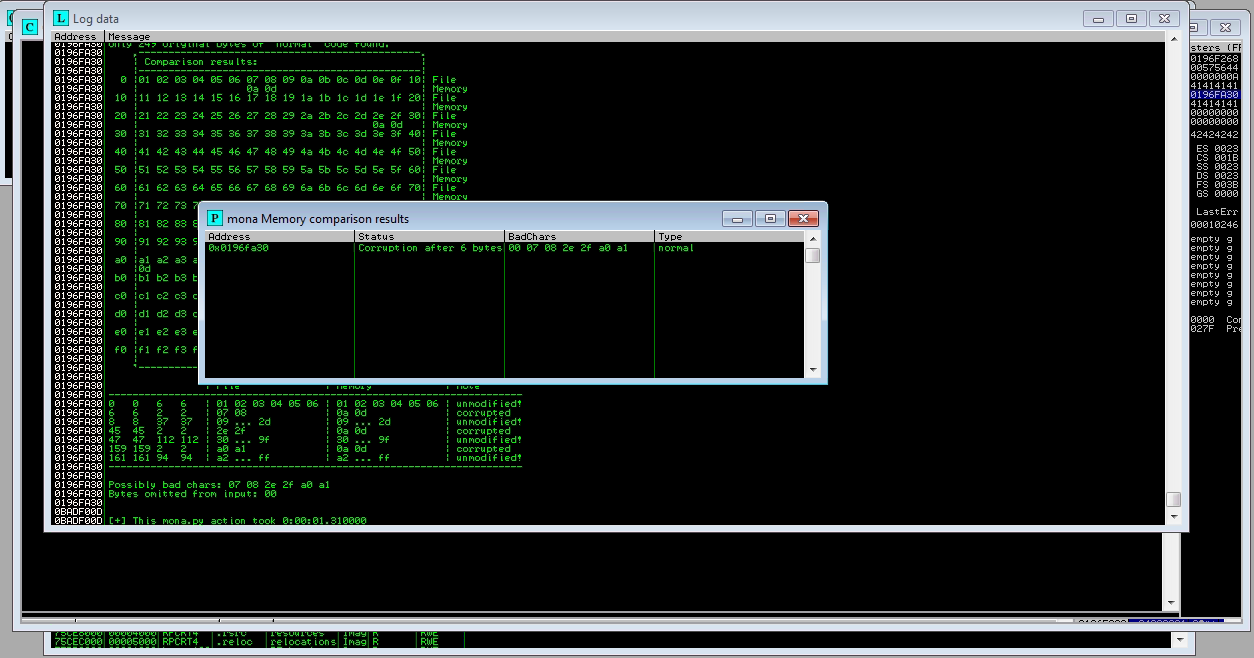 Log data
Address Message
0196FA30 Only 249 original bytes of 'normal' code found.
0196FA30
0196FA30 Comparison results:
0196FA30
0196FA30 0 01 02 03 04 05 06 07 08 09 0a 0b 0c 0d 0e 0f 10 File
0196FA30 0a 0d Memory
0196FA30 10 11 12 13 14 15 16 17 18 19 1a 1b 1c 1d 1e 1f 20 File
0196FA30 Memory
0196FA30 20 21 22 23 24 25 26 27 28 29 2a 2b 2c 2d 2e 2f 30 File
0196FA30 0a 0d Memory
0196FA30 30 31 32 33 34 35 36 37 38 39 3a 3b 3c 3d 3e 3f 40 File
0196FA30 Memory
0196FA30 40 41 42 43 44 45 46 47 48 49 4a 4b 4c 4d 4e 4f 50 File
0196FA30 Memory
0196FA30 50 51 52 53 54 55 56 57 58 59 5a 5b 5c 5d 5e 5f 60 File
0196FA30 Memory
0196FA30 60 61 62 63 64 65 66 67 68 69 6a 6b 6c 6d 6e 6f 70 File
0196FA30 Memory
0196FA30 70 71 72 73 7
0196FA30
0196FA30 80 81 82 83 8
0196FA30
0196FA30 90 91 92 93 9
0196FA30
0196FA30 a0 a1 a2 a3 a
0196FA30 0d
0196FA30 b0 b1 b2 b3 b
0196FA30
0196FA30 c0 c1 c2 c3 c
0196FA30
0196FA30 d0 d1 d2 d3 d
0196FA30
0196FA30 e0 e1 e2 e3 e
0196FA30
0196FA30 f0 f1 f2 f3 f
0196FA30
0196FA30
0196FA30
0196FA30 File Memory Note
0196FA30
0196FA30 0 0 6 6 01 02 03 04 05 06 01 02 03 04 05 06 unmodified!
0196FA30 6 6 2 2 07 08 0a 0d corrupted
0196FA30 8 8 37 37 09 ... 2d 09 ... 2d unmodified!
0196FA30 45 45 2 2 2e 2f 0a 0d corrupted
0196FA30 47 47 112 112 30 ... 9f 30 ... 9f unmodified!
0196FA30 159 159 2 2 a0 a1 0a 0d corrupted
0196FA30 161 161 94 94 a2 ... ff a2 ... ff unmodified!
0196FA30
0196FA30
0196FA30 Possibly bad chars: 07 08 2e 2f a0 a1
0196FA30 Bytes omitted from input: 00
0196FA30
0BADF00D
0BADF00D [+] This mona.py action took 0:00:01.310000
mona Memory comparison results
Address Status BadChars Type
0x0196fa30 Corruption after 6 bytes 00 07 08 2e 2f a0 a1 normal
sters (FP
0196F268
00575644
0000000A
41414141
0196FA30
41414141
00000000
00000000
42424242
ES 0023
CS 001B
SS 0023
DS 0023
FS 003B
GS 0000
LastErr
00010246
empty g
empty g
empty g
empty g
empty g
empty g
empty g
empty g
0000 Con
027F Pre
75CE8000 00004000 RPCRT4 .rsrc resources Imag R RWE
75CEC000 00005000 RPCRT4 .reloc relocations Imag R RWE